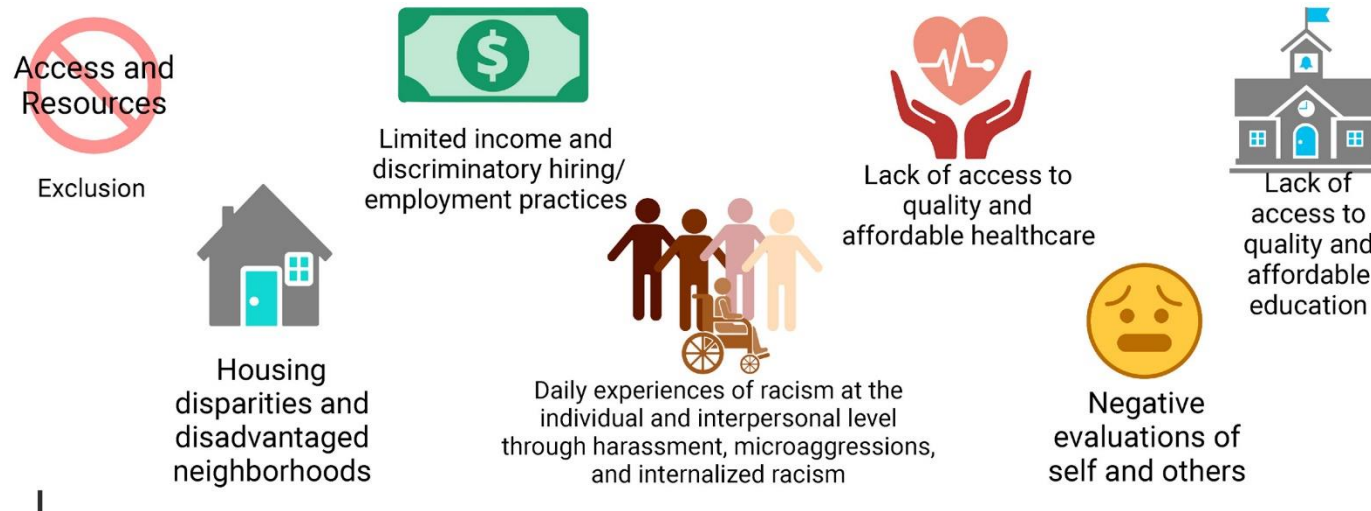 Access and
Resources
Exclusion
Housing
disparities and
disadvantaged
neighborhoods
$
Limited income and
discriminatory hiring/
employment practices
Daily experiences of racism at the
individual and interpersonal level
through harassment, microaggressions,
and internalized racism
Lack of access to
quality and
affordable healthcare
Negative
evaluations of
self and others
Lack of
access to
quality and
affordable
education